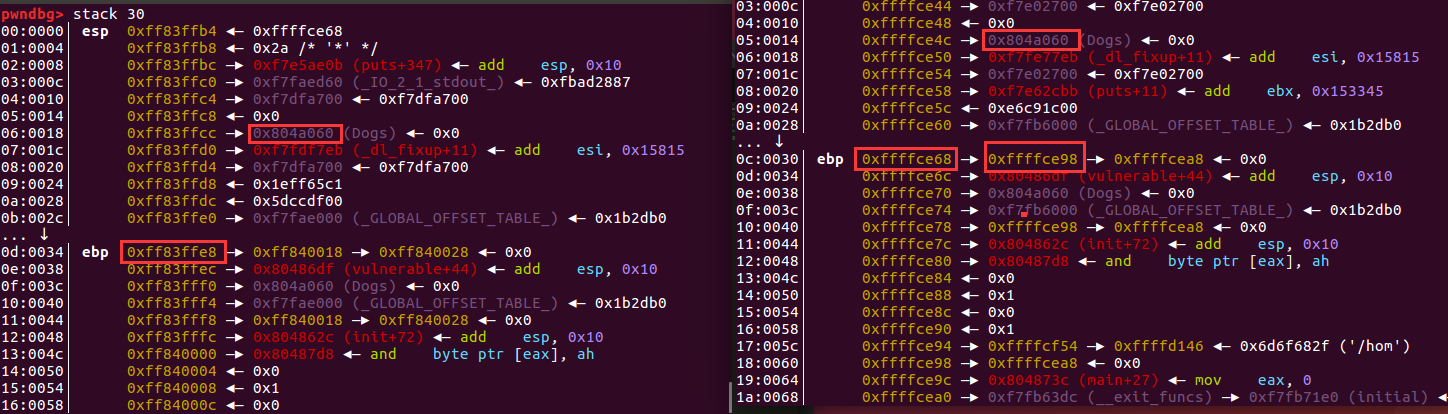 pwndbg> stack 30
00:0000│ esp 0xff83ffb4 ◂— 0xffffce68
01:0004│ 0xff83ffb8 ◂— 0x2a /* '*' */
02:0008│ 0xff83ffbc —▸ 0xf7e5ae0b (puts+347) ◂— add esp, 0x10
03:000c│ 0xff83ffc0 —▸ 0xf7faed60 (_IO_2_1_stdout_) ◂— 0xfbad2887
04:0010│ 0xff83ffc4 —▸ 0xf7dfa700 ◂— 0xf7dfa700
05:0014│ 0xff83ffc8 ◂— 0x0
06:0018│ 0xff83ffcc —▸ 0x804a060 (Dogs) ◂— 0x0
07:001c│ 0xff83ffd0 —▸ 0xf7fdf7eb (_dl_fixup+11) ◂— add esi, 0x15815
08:0020│ 0xff83ffd4 —▸ 0xf7dfa700 ◂— 0xf7dfa700
09:0024│ 0xff83ffd8 ◂— 0x1eff65c1
0a:0028│ 0xff83ffdc ◂— 0x5dccdf00
0b:002c│ 0xff83ffe0 —▸ 0xf7fae000 (_GLOBAL_OFFSET_TABLE_) ◂— 0x1b2db0
... ↓
0d:0034│ ebp 0xff83ffe8 —▸ 0xff840018 —▸ 0xff840028 ◂— 0x0
0e:0038│ 0xff83ffec —▸ 0x80486df (vulnerable+44) ◂— add esp, 0x10
0f:003c│ 0xff83fff0 —▸ 0x804a060 (Dogs) ◂— 0x0
10:0040│ 0xff83fff4 —▸ 0xf7fae000 (_GLOBAL_OFFSET_TABLE_) ◂— 0x1b2db0
11:0044│ 0xff83fff8 —▸ 0xff840018 —▸ 0xff840028 ◂— 0x0
12:0048│ 0xff83fffc —▸ 0x804862c (init+72) ◂— add esp, 0x10
13:004c│ 0xff840000 —▸ 0x80487d8 ◂— and byte ptr [eax], ah
14:0050│ 0xff840004 ◂— 0x0
15:0054│ 0xff840008 ◂— 0x1
16:0058│ 0xff84000c ◂— 0x0
03:000c│ 0xffffce44 —▸ 0xf7e02700 ◂— 0xf7e02700
04:0010│ 0xffffce48 ◂— 0x0
05:0014│ 0xffffce4c —▸ 0x804a060 (Dogs) ◂— 0x0
06:0018│ 0xffffce50 —▸ 0xf7fe77eb (_dl_fixup+11) ◂— add esi, 0x15815
07:001c│ 0xffffce54 —▸ 0xf7e02700 ◂— 0xf7e02700
08:0020│ 0xffffce58 —▸ 0xf7e62cbb (puts+11) ◂— add ebx, 0x153345
09:0024│ 0xffffce5c ◂— 0xe6c91c00
0a:0028│ 0xffffce60 —▸ 0xf7fb6000 (_GLOBAL_OFFSET_TABLE_) ◂— 0x1b2db0
... ↓
0c:0030│ ebp 0xffffce68 —▸ 0xffffce98 —▸ 0xffffcea8 ◂— 0x0
0d:0034│ 0xffffce6c —▸ 0x80486df (vulnerable+44) ◂— add esp, 0x10
0e:0038│ 0xffffce70 —▸ 0x804a060 (Dogs) ◂— 0x0
0f:003c│ 0xffffce74 —▸ 0xf7fb6000 (_GLOBAL_OFFSET_TABLE_) ◂— 0x1b2db0
10:0040│ 0xffffce78 —▸ 0xffffce98 —▸ 0xffffcea8 ◂— 0x0
11:0044│ 0xffffce7c —▸ 0x804862c (init+72) ◂— add esp, 0x10
12:0048│ 0xffffce80 —▸ 0x80487d8 ◂— and byte ptr [eax], ah
13:004c│ 0xffffce84 ◂— 0x0
14:0050│ 0xffffce88 ◂— 0x1
15:0054│ 0xffffce8c ◂— 0x0
16:0058│ 0xffffce90 ◂— 0x1
17:005c│ 0xffffce94 —▸ 0xffffcf54 —▸ 0xffffd146 ◂— 0x6d6f682f ('/hom')
18:0060│ 0xffffce98 —▸ 0xffffcea8 ◂— 0x0
19:0064│ 0xffffce9c —▸ 0x804873c (main+27) ◂— mov eax, 0
1a:0068│ 0xffffcea0 —▸ 0xf7fb63dc (__exit_funcs) —▸ 0xf7fb71e0 (initial) ◂—